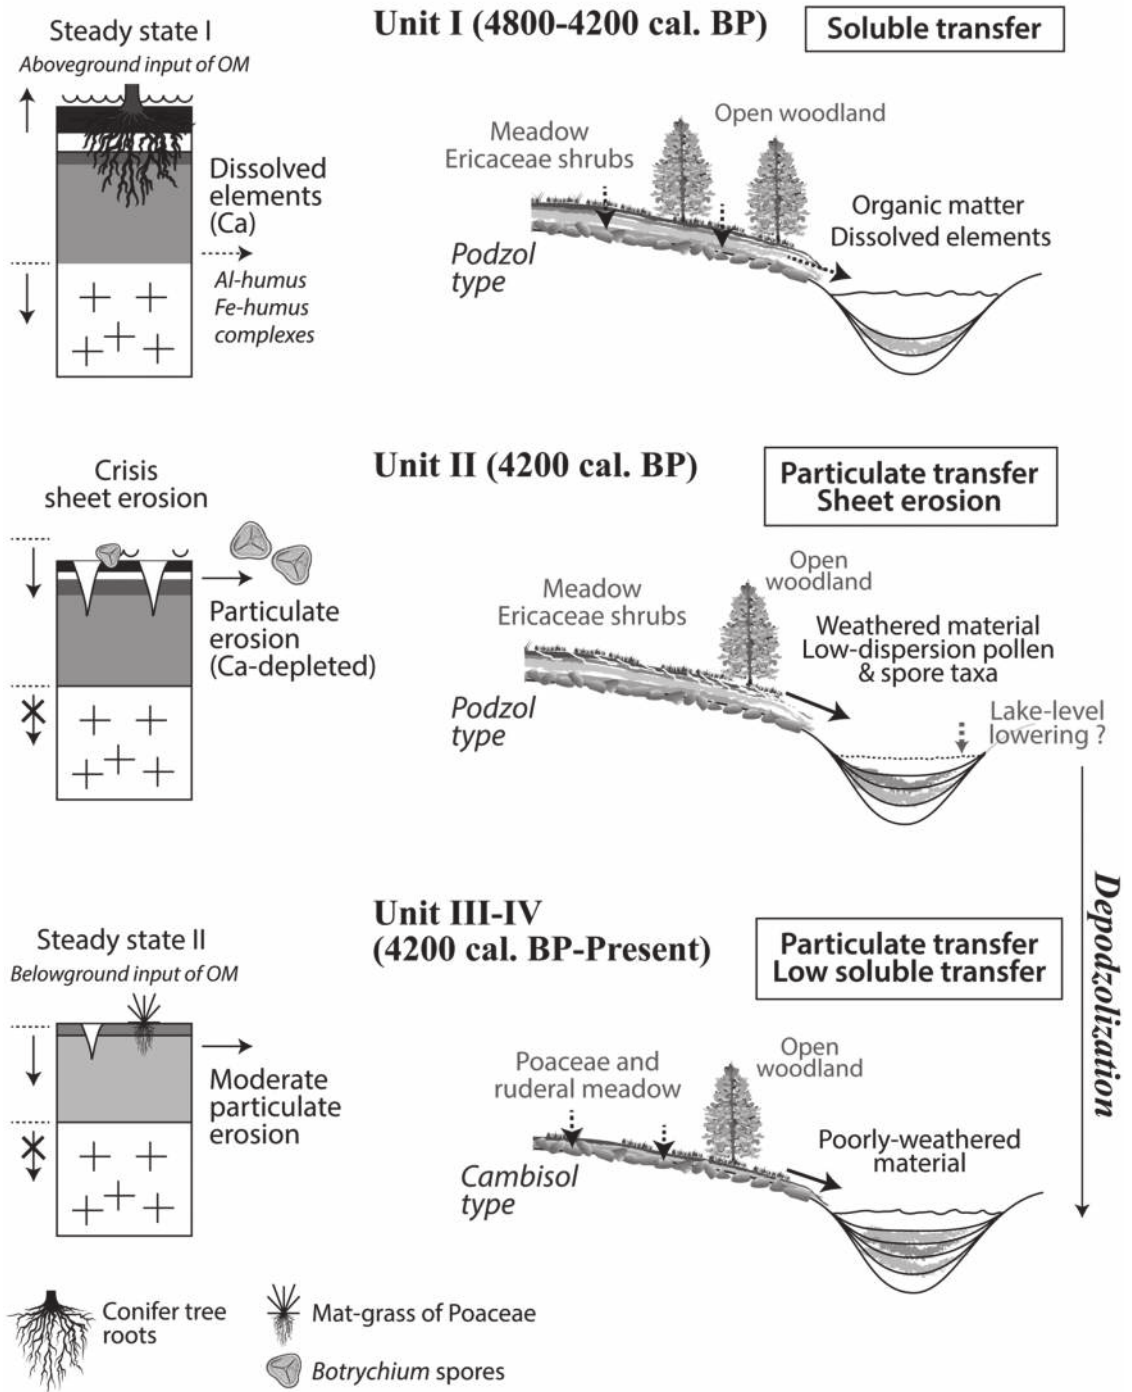 Steady state I
Aboveground input of OM
Unit I (4800-4200 cal. BP)
Soluble transfer
Dissolved
elements
(Ca)
Al-humus
Fe-humus
complexes
Meadow
Ericaceae shrubs
Open woodland
Organic matter
Dissolved elements
Podzol
type
Crisis
sheet erosion
Unit II (4200 cal. BP)
Particulate transfer
Sheet erosion
Particulate
erosion
(Ca-depleted)
Meadow
Ericaceae shrubs
Open
woodland
Weathered material
Low-dispersion pollen
& spore taxa
Podzol
type
Lake-level
lowering ?
Depodzolization
Steady state II
Belowground input of OM
Unit III-IV
(4200 cal. BP-Present)
Particulate transfer
Low soluble transfer
Moderate
particulate
erosion
Poaceae and
ruderal meadow
Open
woodland
Poorly-weathered
material
Cambisol
type
Conifer tree
roots
Mat-grass of Poaceae
Botrychium spores